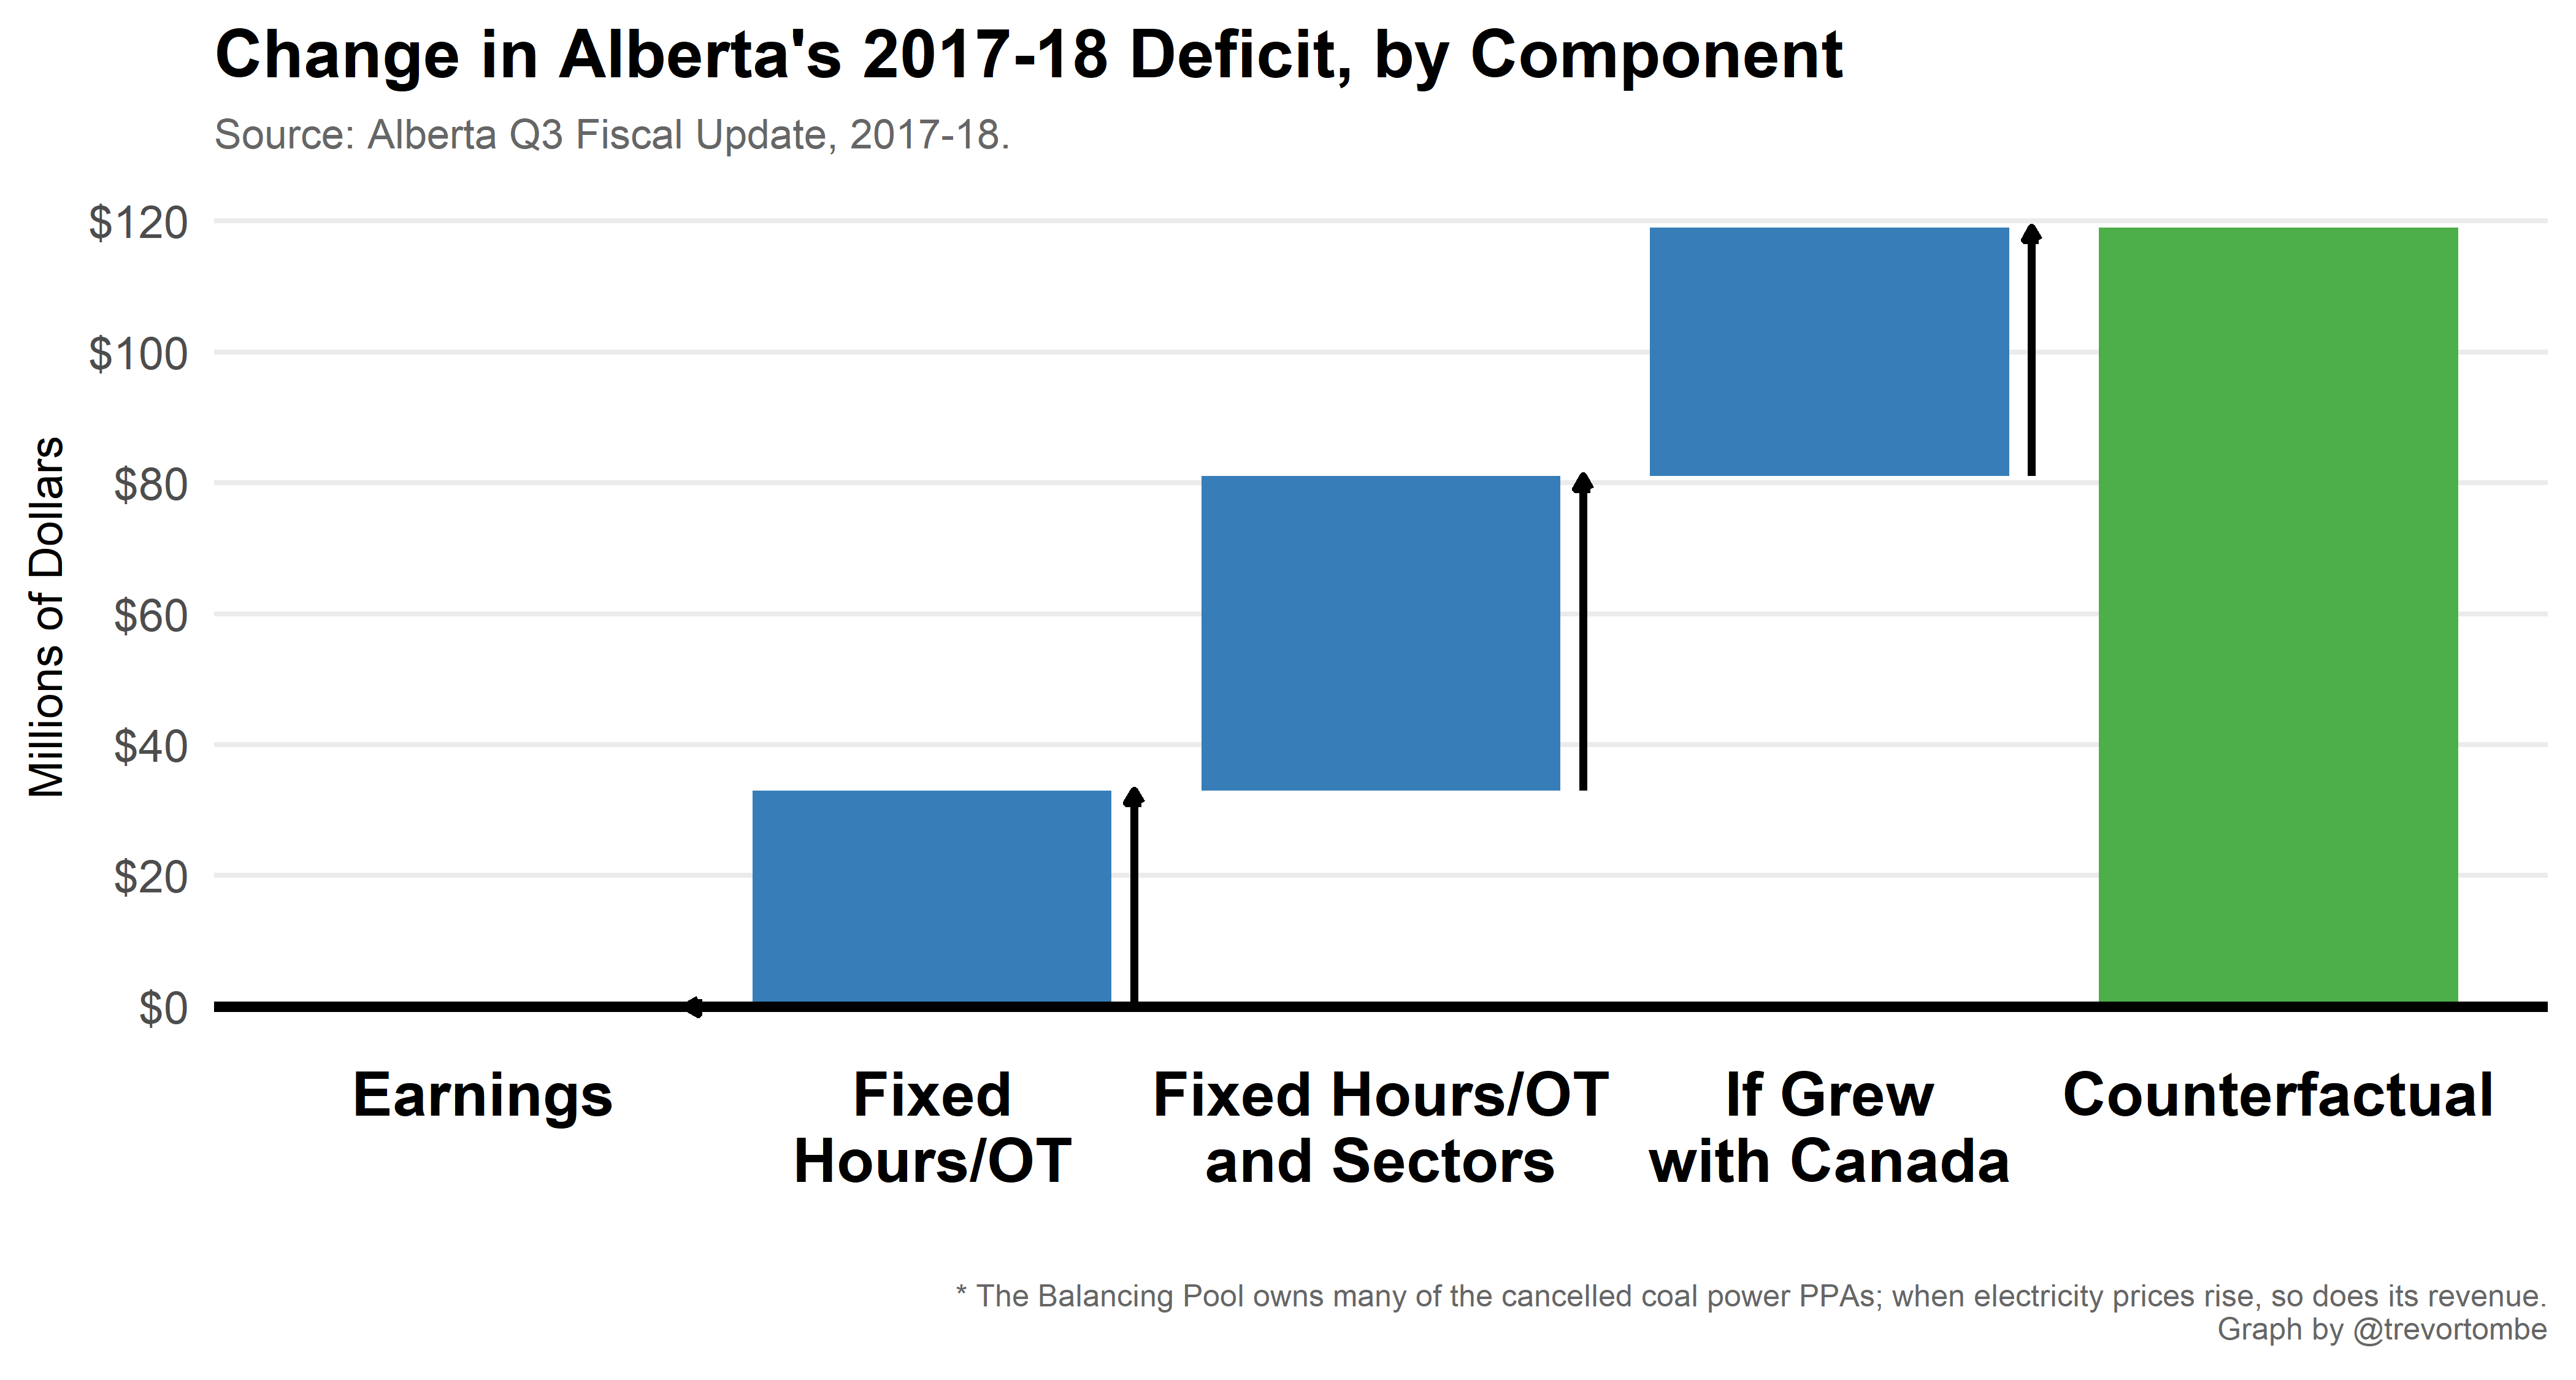 Change in Alberta's 2017-18 Deficit, by Component
Source: Alberta Q3 Fiscal Update, 2017-18.
Millions of Dollars
$120
$100
$80
$60
$40
$20
$0
Earnings
Fixed
Hours/OT
Fixed Hours/OT
and Sectors
If Grew
with Canada
Counterfactual
* The Balancing Pool owns many of the cancelled coal power PPAs; when electricity prices rise, so does its revenue.
Graph by @trevortombe